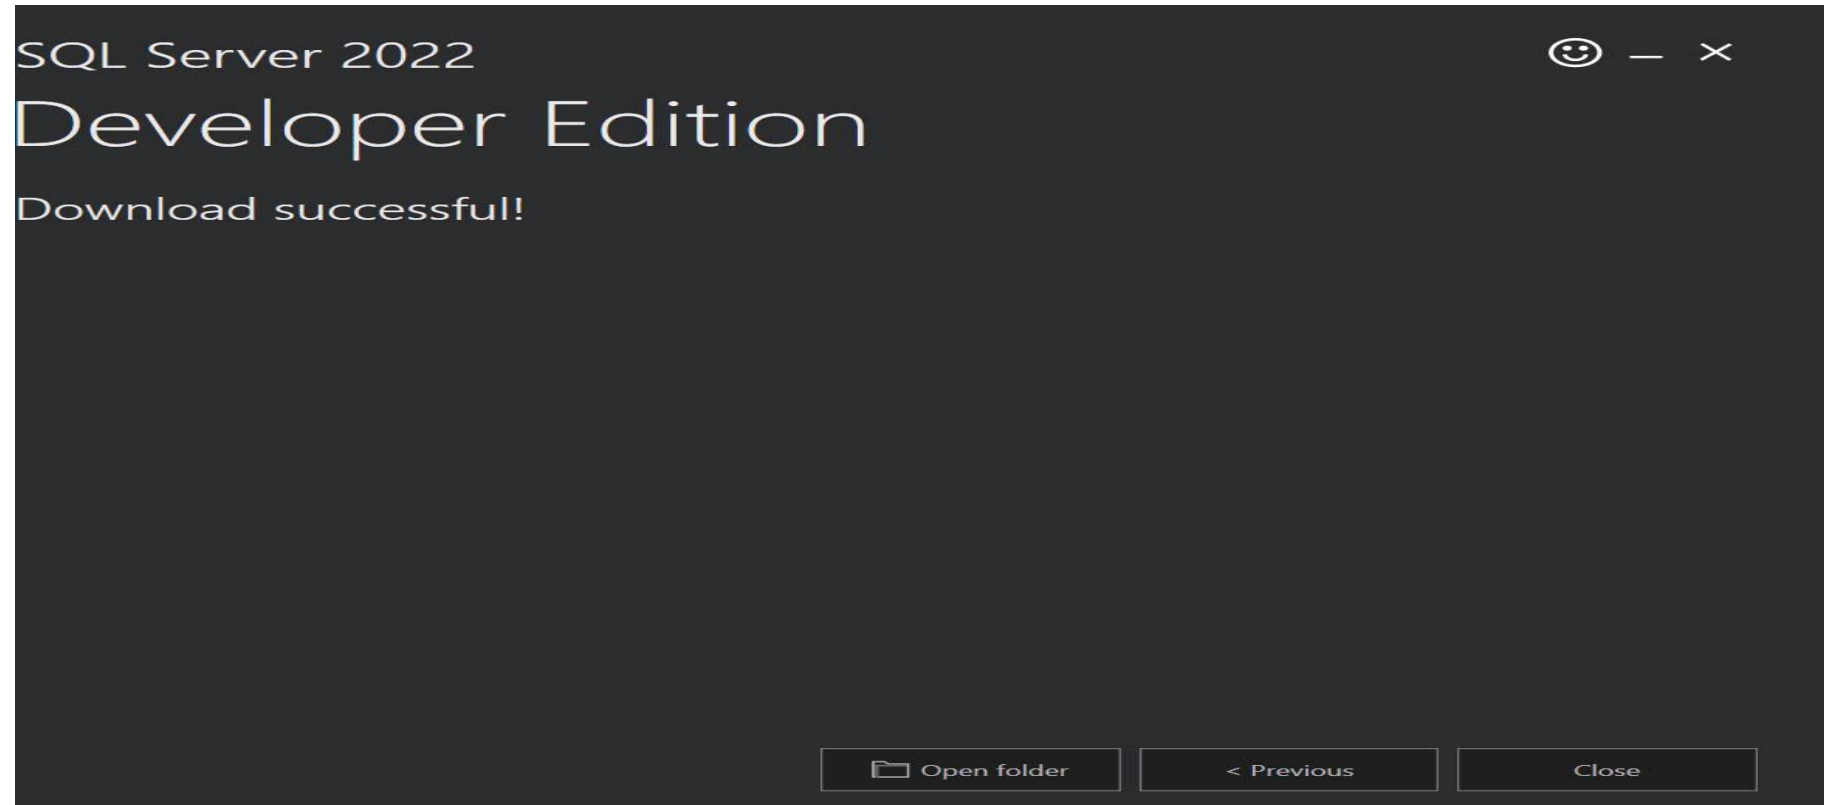 SQL Server 2022
Developer Edition
Download successful!
Open folder
< Previous
Close